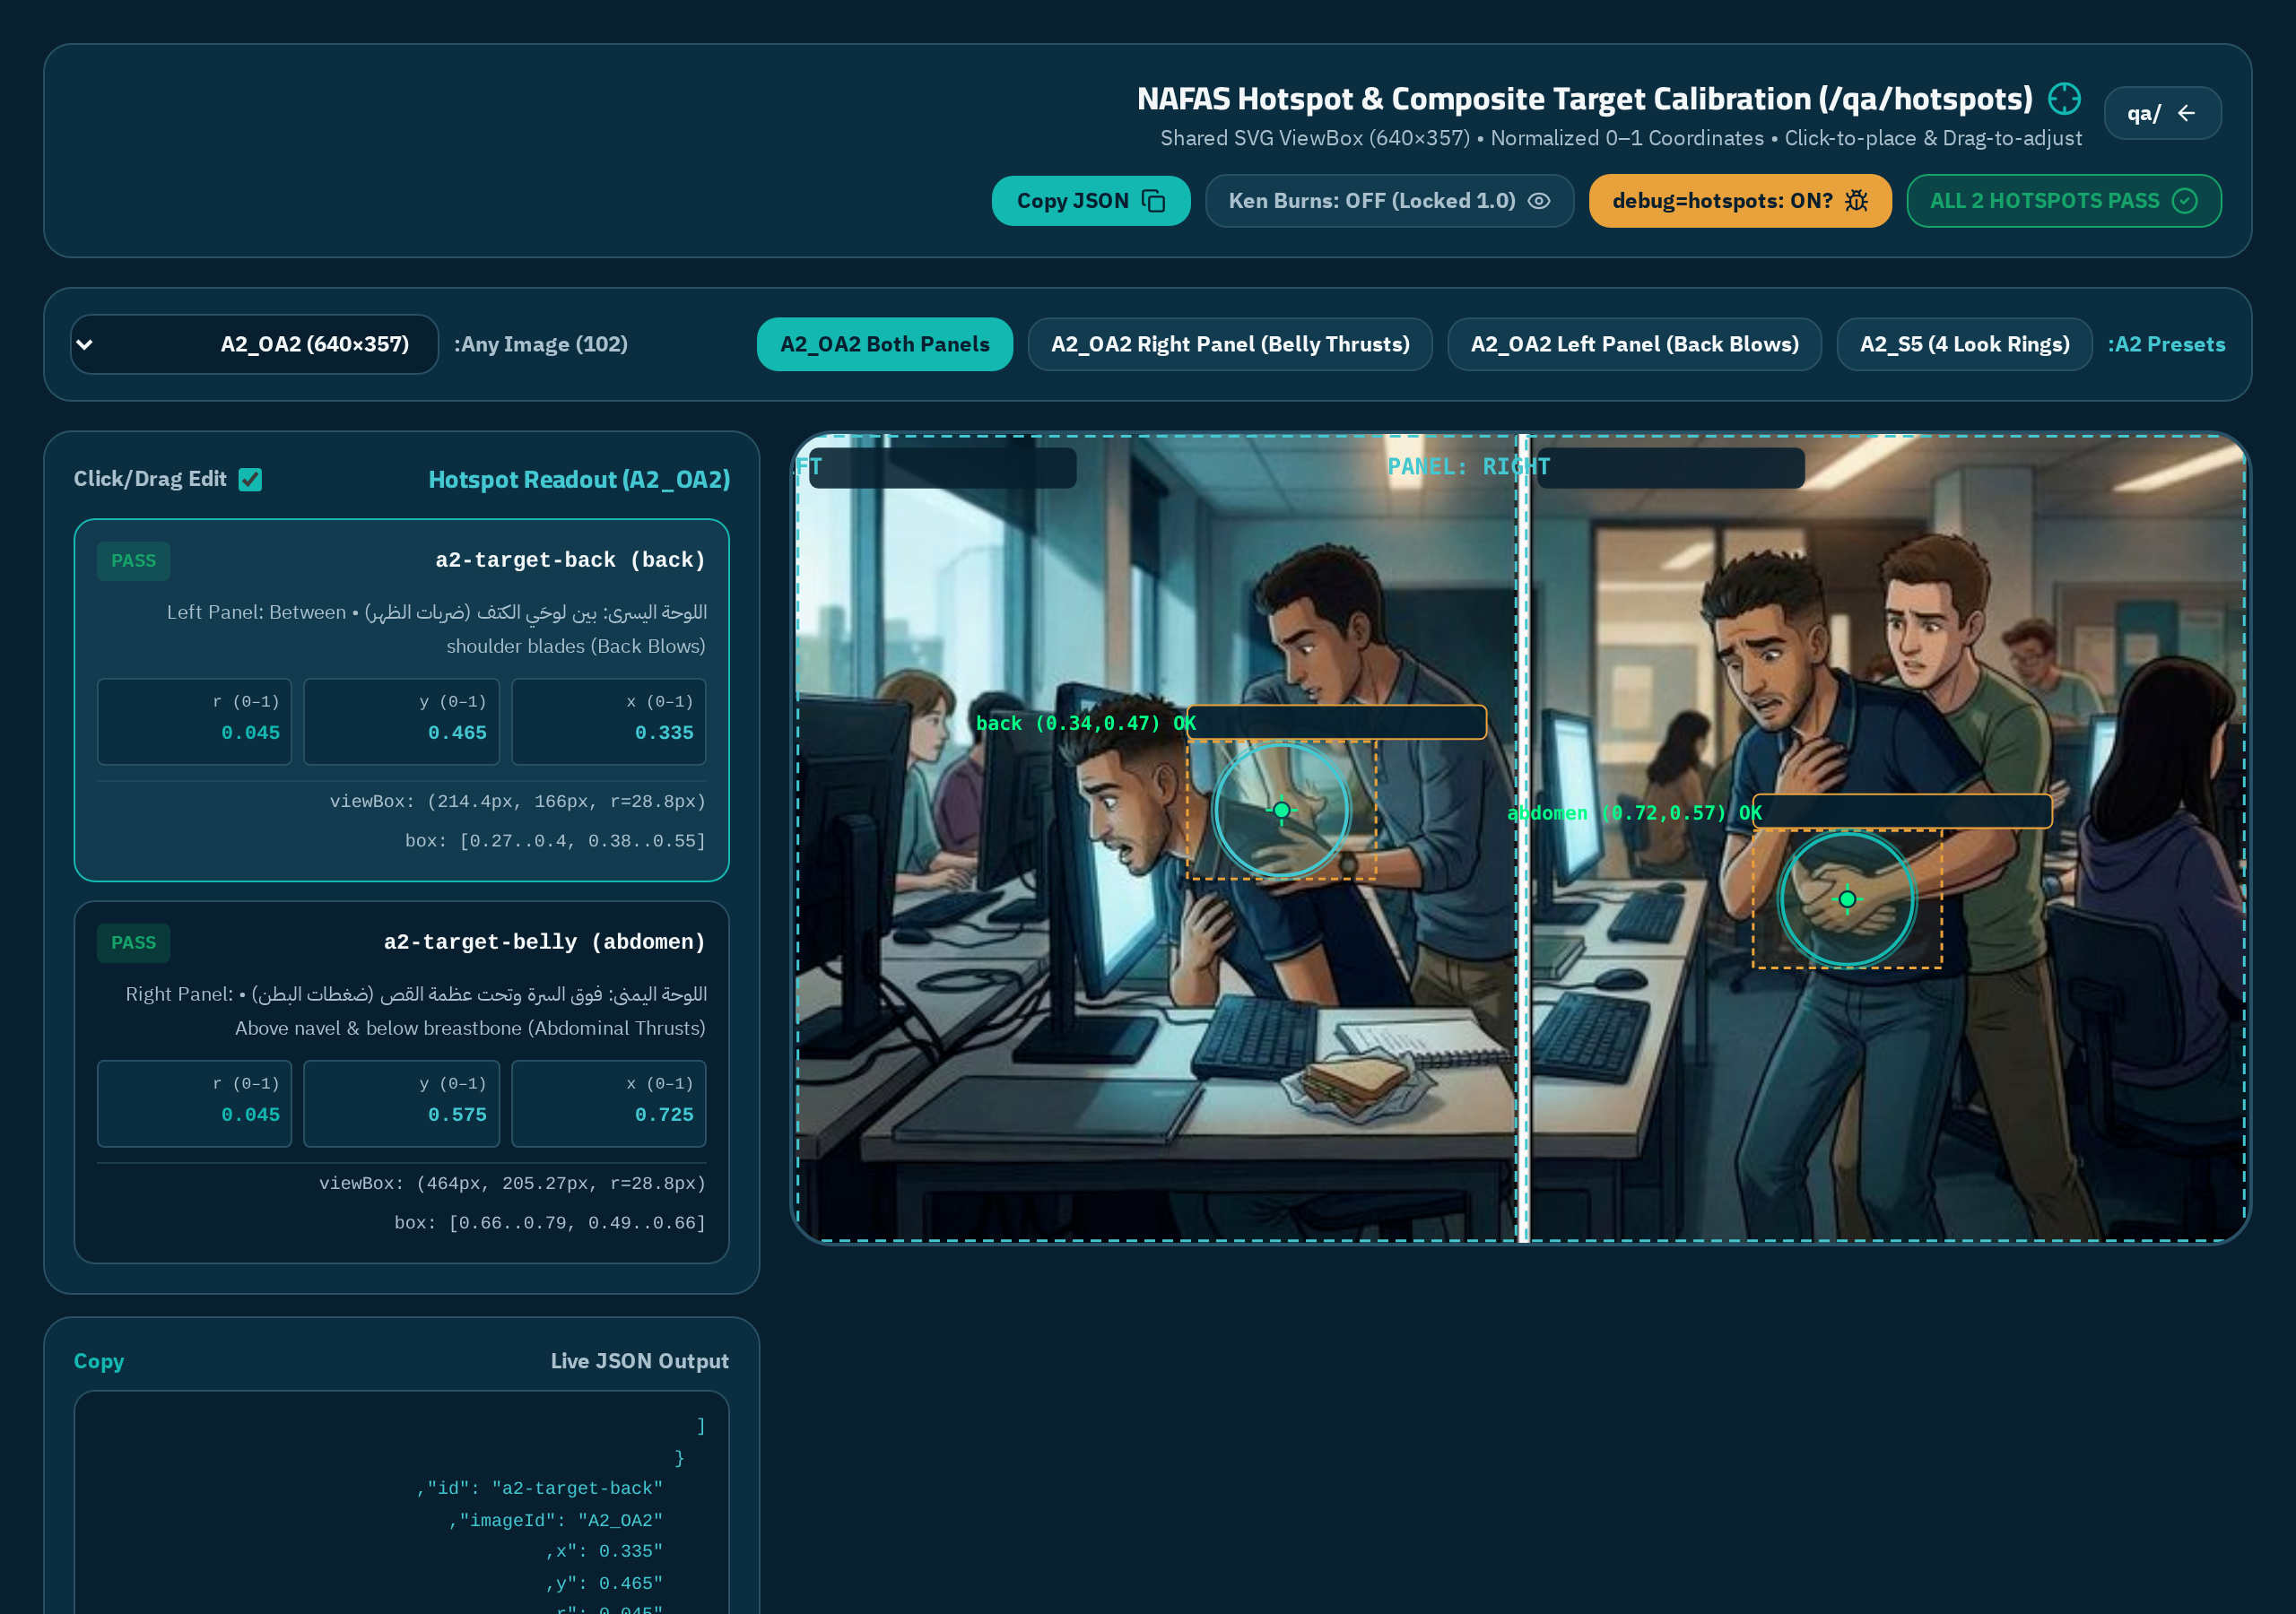 qa/
NAFAS Hotspot & Composite Target Calibration (/qa/hotspots)
Shared SVG ViewBox (640×357) • Normalized 0–1 Coordinates • Click-to-place & Drag-to-adjust
ALL 2 HOTSPOTS PASS
debug=hotspots: ON?
Ken Burns: OFF (Locked 1.0)
Copy JSON
:A2 Presets
A2_S5 (4 Look Rings)
A2_OA2 Left Panel (Back Blows)
A2_OA2 Right Panel (Belly Thrusts)
A2_OA2 Both Panels
:Any Image (102)
A2_OA2 (640×357)
FT
PANEL: RIGHT
back (0.34,0.47) OK
abdomen (0.72,0.57) OK
Hotspot Readout (A2_OA2)
Click/Drag Edit
a2-target-back (back)
PASS
اللوحة اليسرى: بين لوحَي الكتف (ضربات الظهر) • Left Panel: Between
shoulder blades (Back Blows)
x (0–1)
0.335
y (0–1)
0.465
r (0–1)
0.045
viewBox: (214.4px, 166px, r=28.8px)
box: [0.27..0.4, 0.38..0.55]
a2-target-belly (abdomen)
PASS
اللوحة اليمنى: فوق السرة وتحت عظمة القص (ضغطات البطن) • Right Panel:
Above navel & below breastbone (Abdominal Thrusts)
x (0–1)
0.725
y (0–1)
0.575
r (0–1)
0.045
viewBox: (464px, 205.27px, r=28.8px)
box: [0.66..0.79, 0.49..0.66]
Live JSON Output
Copy
]
}
,"id": "a2-target-back"
,"imageId": "A2_OA2"
,x": 0.335"
,y": 0.465"
r": 0.045"